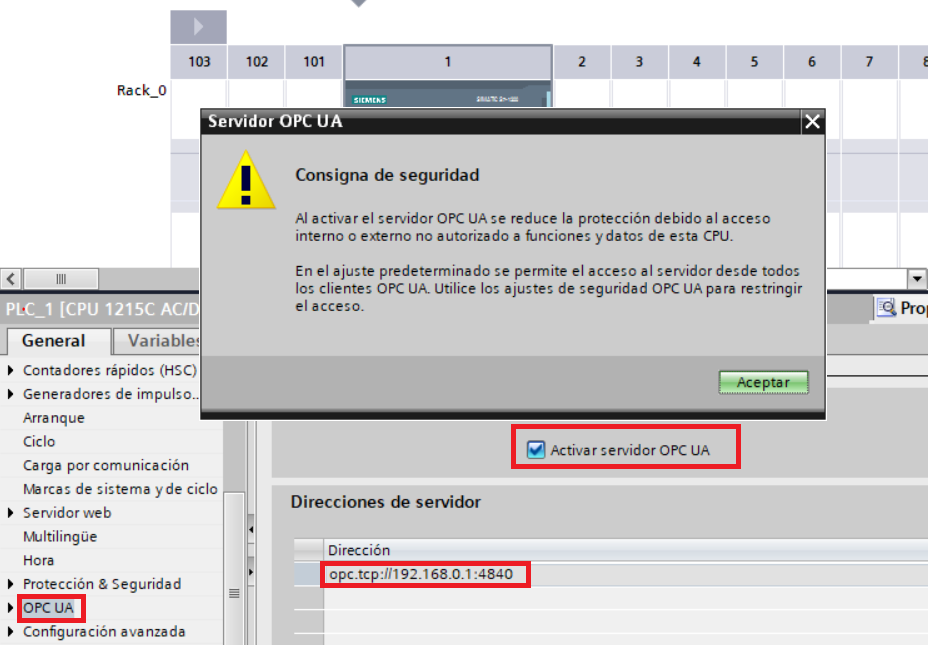 103 102 101 1 2 3 4 5 6 7 8
Rack_0
SIEMENS
Servidor OPC UA
Consigna de seguridad
Al activar el servidor OPC UA se reduce la protección debido al acceso
interno o externo no autorizado a funciones y datos de esta CPU.
En el ajuste predeterminado se permite el acceso al servidor desde todos
los clientes OPC UA. Utilice los ajustes de seguridad OPC UA para restringir
el acceso.
Aceptar
PLC_1 [CPU 1215C AC/D
Prop
General
Variables
Contadores rápidos (HSC)
Generadores de impulso...
Arranque
Ciclo
Carga por comunicación
Marcas de sistema y de ciclo
Servidor web
Multilingüe
Hora
Protección & Seguridad
OPC UA
Configuración avanzada
Activar servidor OPC UA
Direcciones de servidor
Dirección
opc.tcp://192.168.0.1:4840